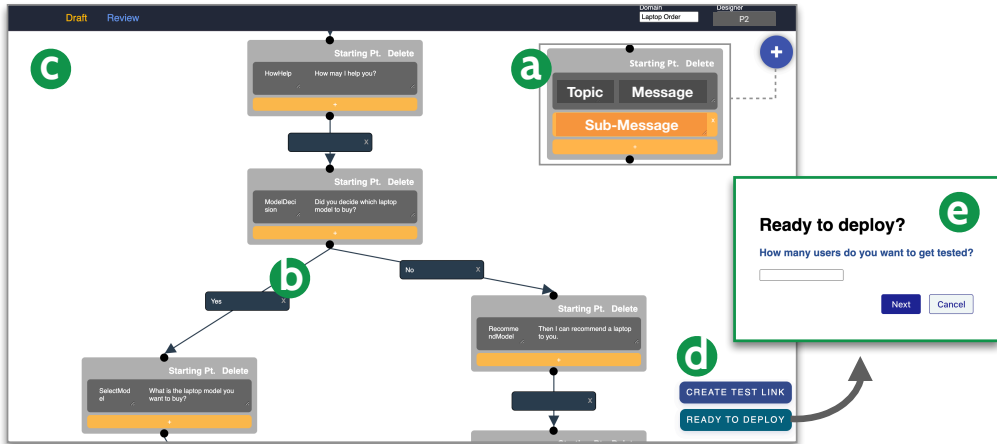 Draft Review
Domain
Laptop Order
Designer
P2
c
Starting Pt. Delete
HowHelp How may I help you?
+
X
Starting Pt. Delete
ModelDeci
sion
Did you decide which laptop
model to buy?
+
b
Yes X
No X
Starting Pt. Delete
SelectMod
el
What is the laptop model you
want to buy?
+
Starting Pt. Delete
Recomme
ndModel
Then I can recommend a laptop
to you.
+
X
a
Starting Pt. Delete
Topic Message
Sub-Message
x
+
+
d
CREATE TEST LINK
READY TO DEPLOY
e
Ready to deploy?
How many users do you want to get tested?
Next Cancel